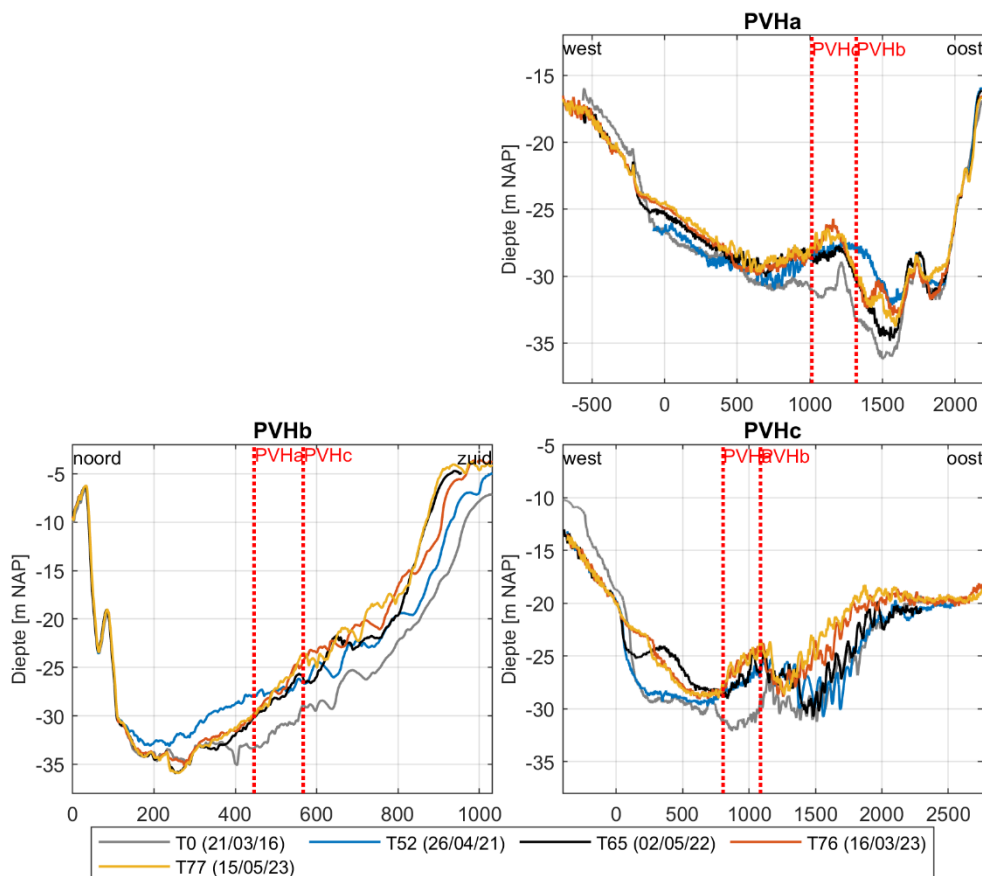 PVHa
west PVHc PVHb oost
Diepte [m NAP]
-15
-20
-25
-30
-35
-500 0 500 1000 1500 2000
PVHb
noord PVHa PVHc zuid
Diepte [m NAP]
-5
-10
-15
-20
-25
-30
-35
0 200 400 600 800 1000
PVHc
west PVHa PVHb oost
Diepte [m NAP]
-5
-10
-15
-20
-25
-30
-35
0 500 1000 1500 2000 2500
T0 (21/03/16) T52 (26/04/21) T65 (02/05/22) T76 (16/03/23)
T77 (15/05/23)